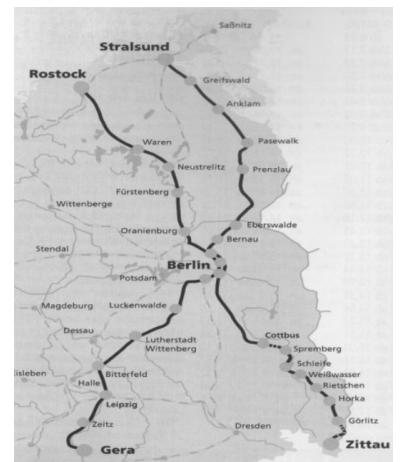 Saßnitz
Stralsund
Rostock
Greifswald
Anklam
Waren
Pasewalk
Neustrelitz
Prenzlau
Fürstenberg
Wittenberge
Eberswalde
Oranienburg
Bernau
Stendal
Berlin
Potsdam
Luckenwalde
Magdeburg
Dessau
Lutherstadt
Wittenberg
Cottbus
Spremberg
Schleife
Weißwasser
Bitterfeld
Eisleben
Halle
Rietschen
Leipzig
Horka
Zeitz
Görlitz
Dresden
Gera
Zittau